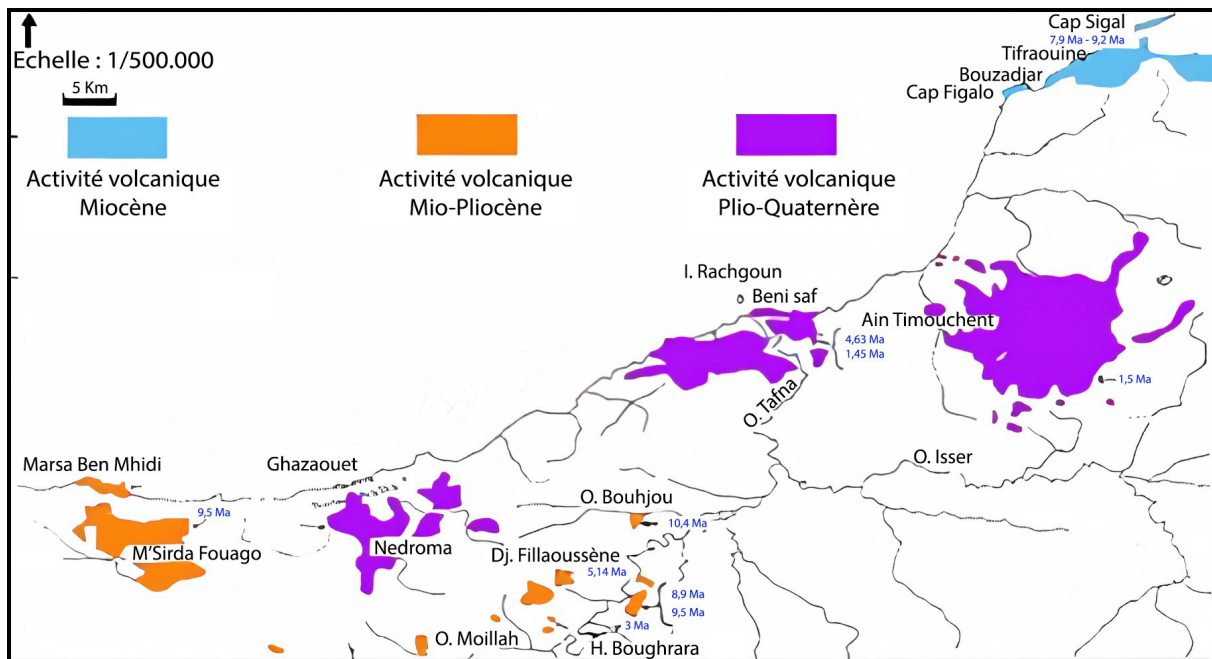 Cap Sigal
7,9 Ma - 9,2 Ma
Tifraouine
Bouzadjar
Cap Figalo
Echelle : 1/500.000
5 Km
Activité volcanique
Miocène
Activité volcanique
Mio-Pliocène
Activité volcanique
Plio-Quaternère
I. Rachgoun
Beni saf
Ain Timouchent
4,63 Ma
1,45 Ma
1,5 Ma
O. Tafna
O. Isser
Marsa Ben Mhidi
Ghazaouet
9,5 Ma
O. Bouhjou
10,4 Ma
M'Sirda Fouago
Nedroma
Dj. Fillaoussène
5,14 Ma
8,9 Ma
9,5 Ma
3 Ma
O. Moillah
H. Boughrara